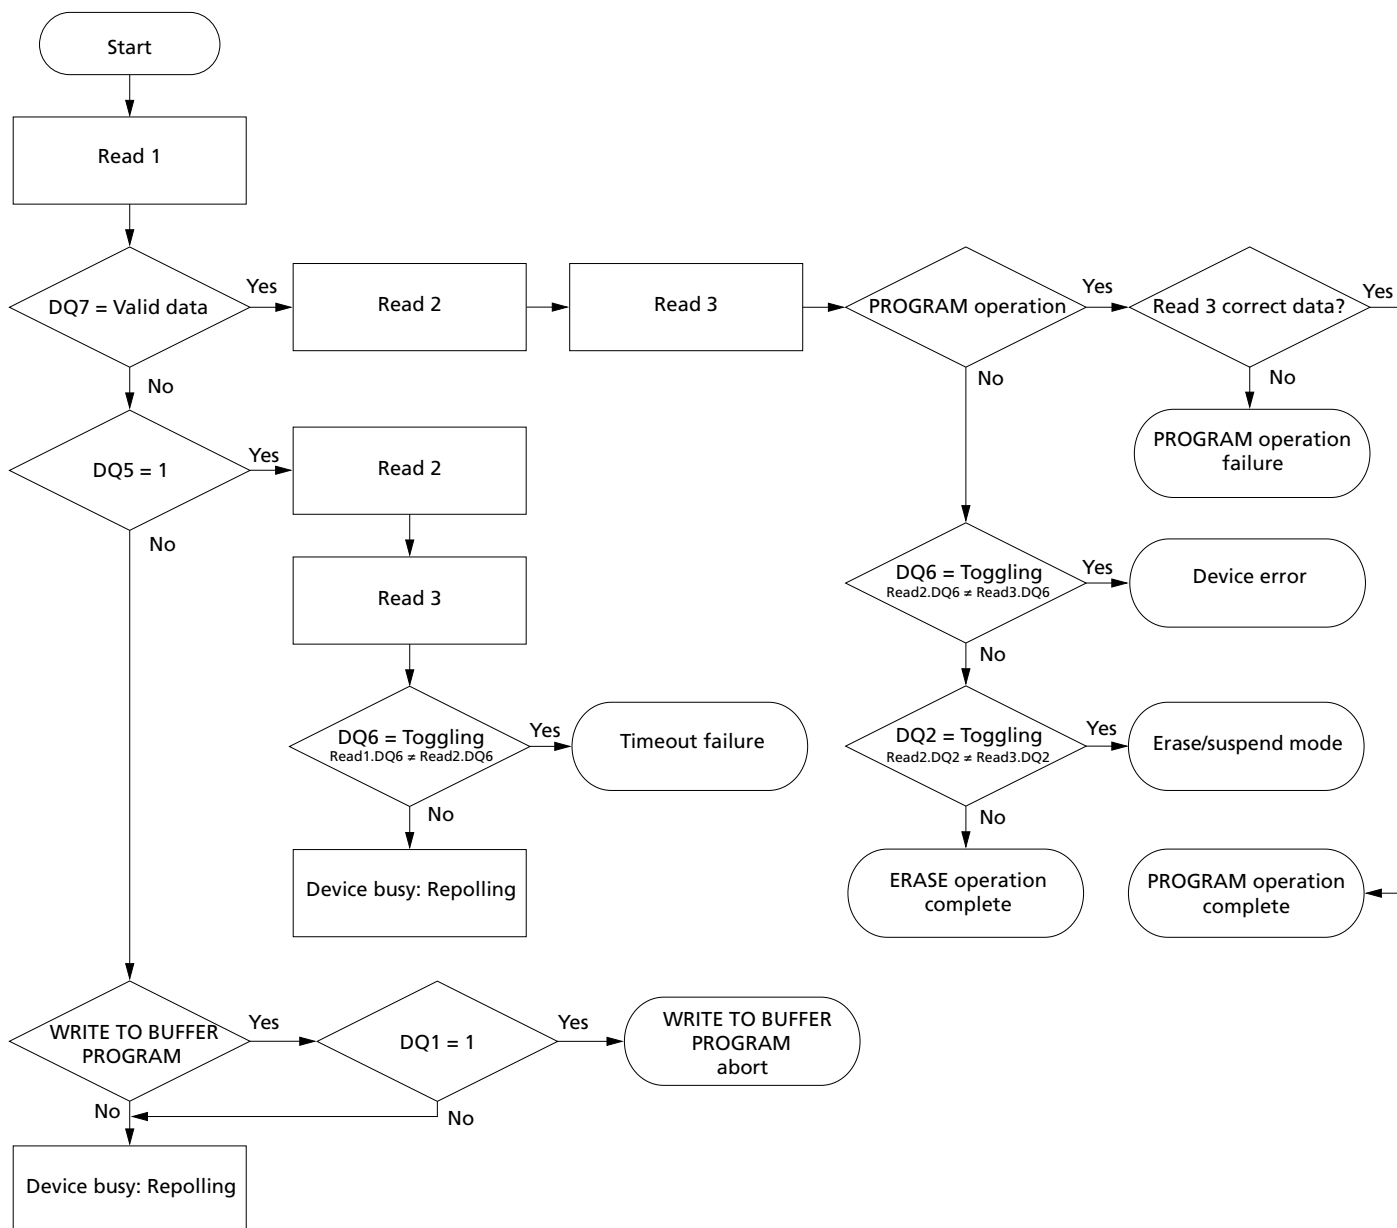 Start
Read 1
DQ7 = Valid data
Yes
Read 2
Read 3
PROGRAM operation
Yes
Read 3 correct data?
Yes
No
No
No
PROGRAM operation
failure
DQ5 = 1
Yes
Read 2
No
Read 3
DQ6 = Toggling
Read2.DQ6 ≠ Read3.DQ6
Yes
Device error
No
DQ6 = Toggling
Read1.DQ6 ≠ Read2.DQ6
Yes
Timeout failure
DQ2 = Toggling
Read2.DQ2 ≠ Read3.DQ2
Yes
Erase/suspend mode
No
No
Device busy: Repolling
ERASE operation
complete
PROGRAM operation
complete
WRITE TO BUFFER
PROGRAM
Yes
DQ1 = 1
Yes
WRITE TO BUFFER
PROGRAM
abort
No
No
Device busy: Repolling